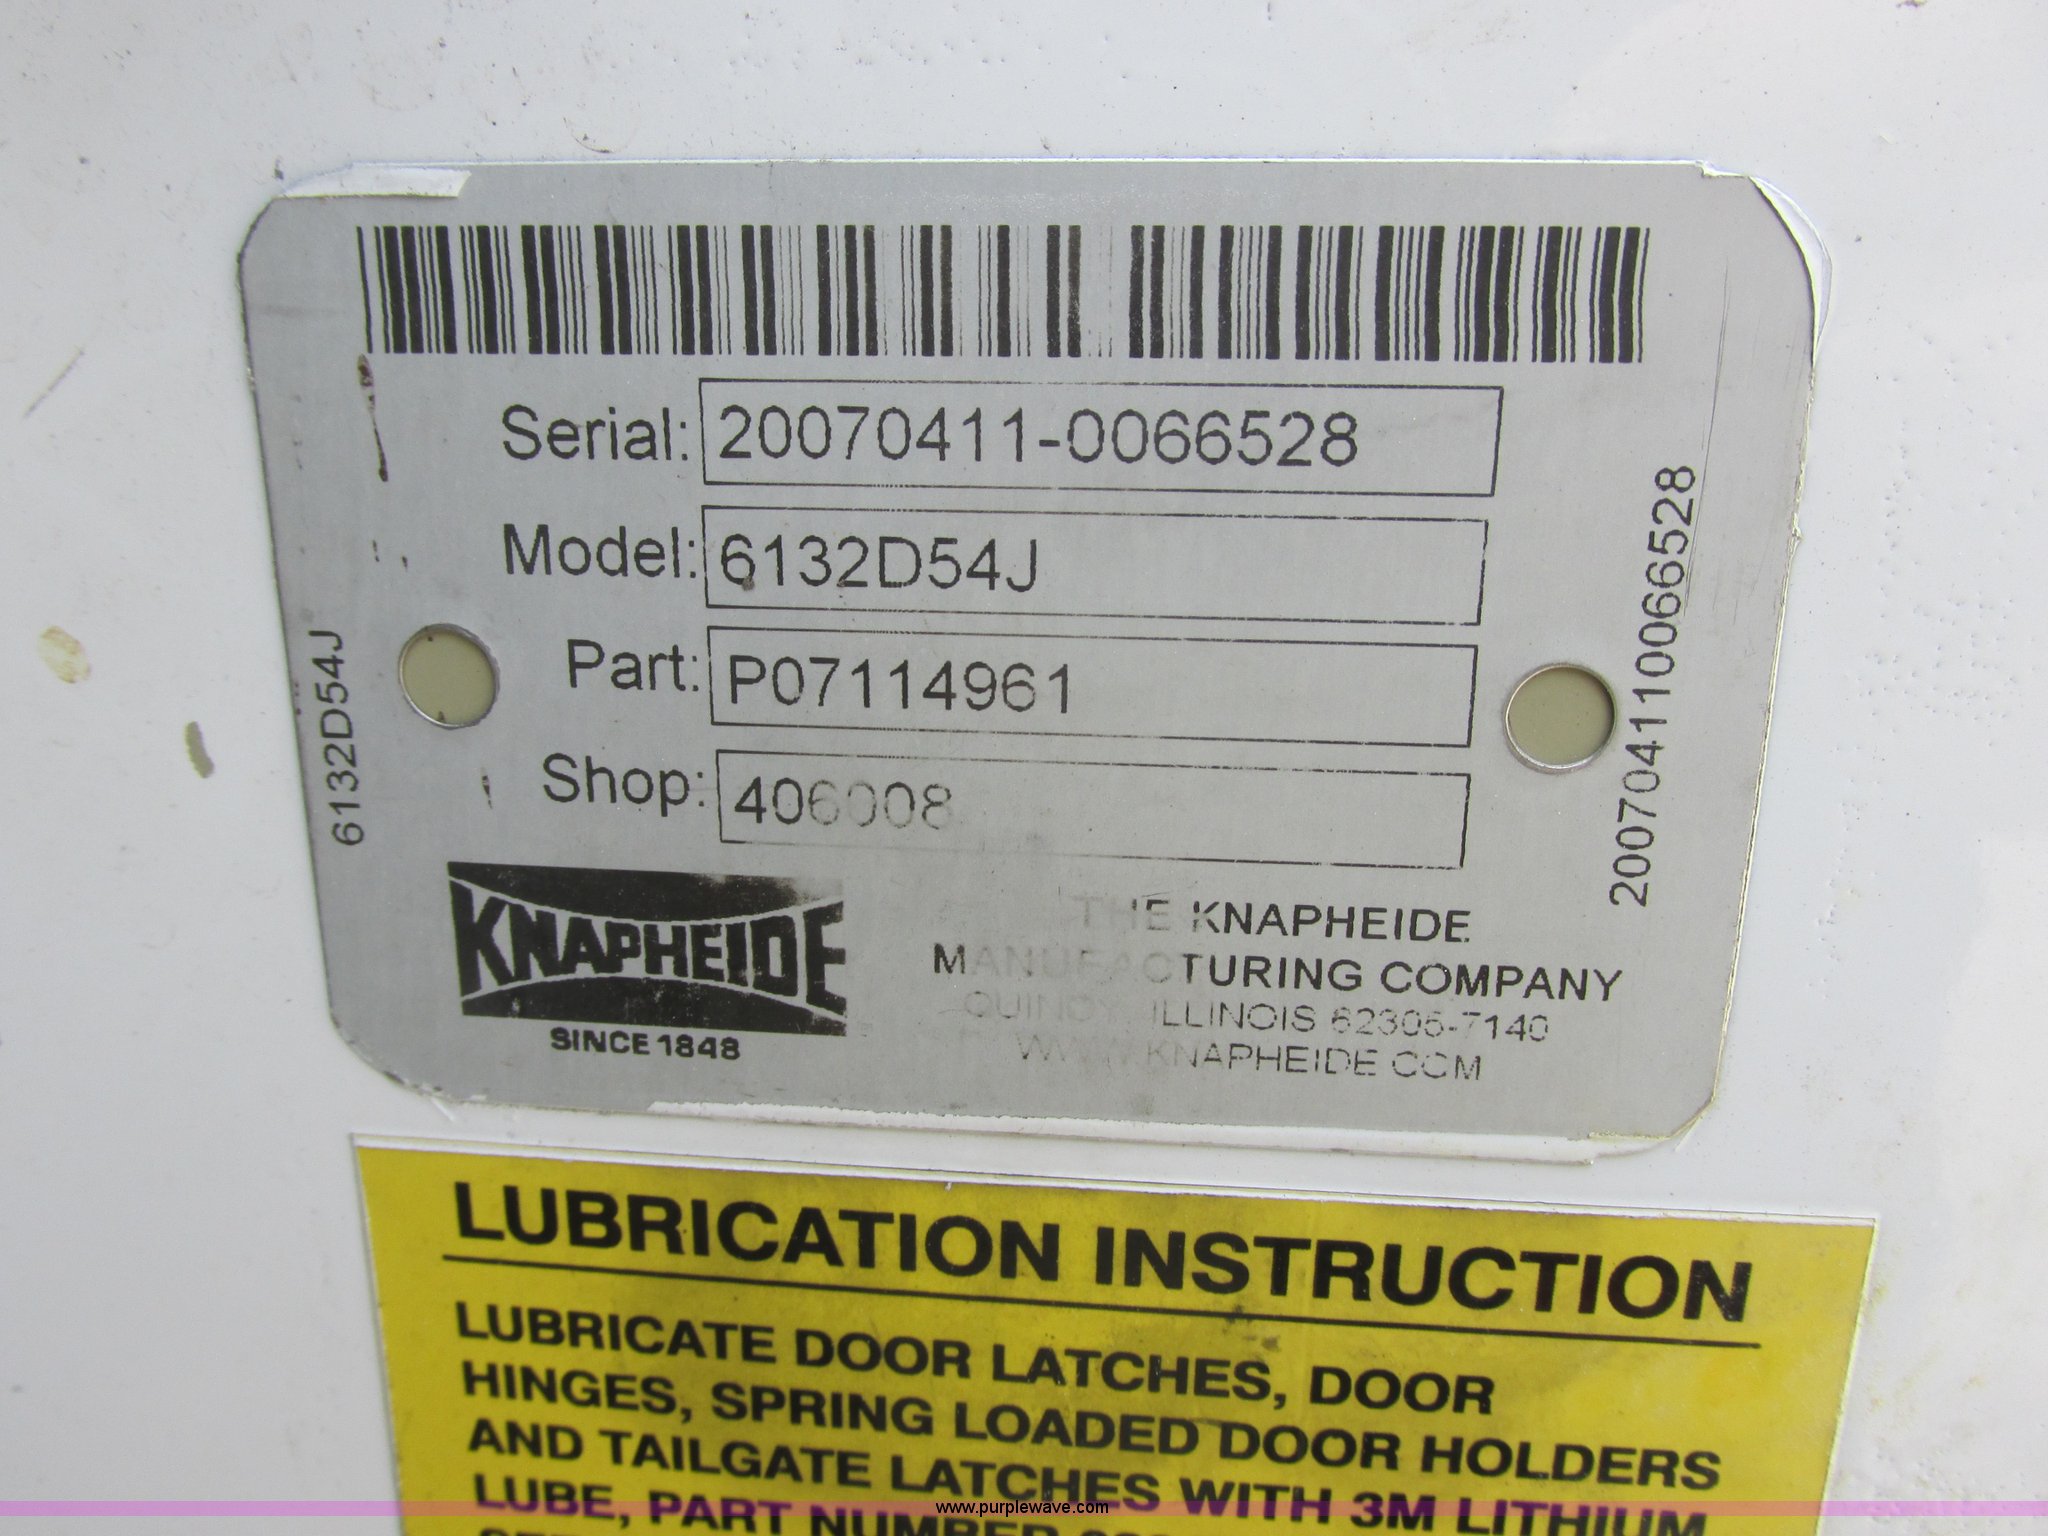 Serial: 20070411-0066528
Model: 6132D54J
Part: P07114961
Shop: 406008
6132D54J
200704110066528
KNAPHEIDE
SINCE 1848
THE KNAPHEIDE
MANUFACTURING COMPANY
QUINCY, ILLINOIS 62305-7140
WWW.KNAPHEIDE.COM
LUBRICATION INSTRUCTION
LUBRICATE DOOR LATCHES, DOOR
HINGES, SPRING LOADED DOOR HOLDERS
AND TAILGATE LATCHES WITH 3M LITHIUM
LUBE, PART NUMBER
www.purplewave.com